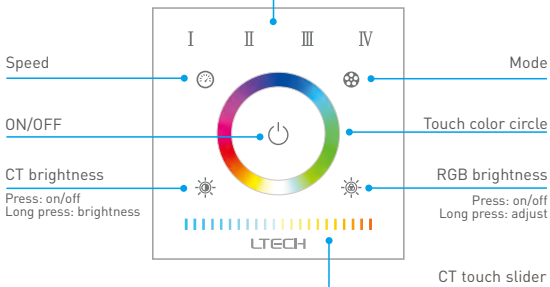 I II III IV
Speed
Mode
ON/OFF
Touch color circle
CT brightness
Press: on/off
Long press: brightness
RGB brightness
Press: on/off
Long press: adjust
LTECH
CT touch slider